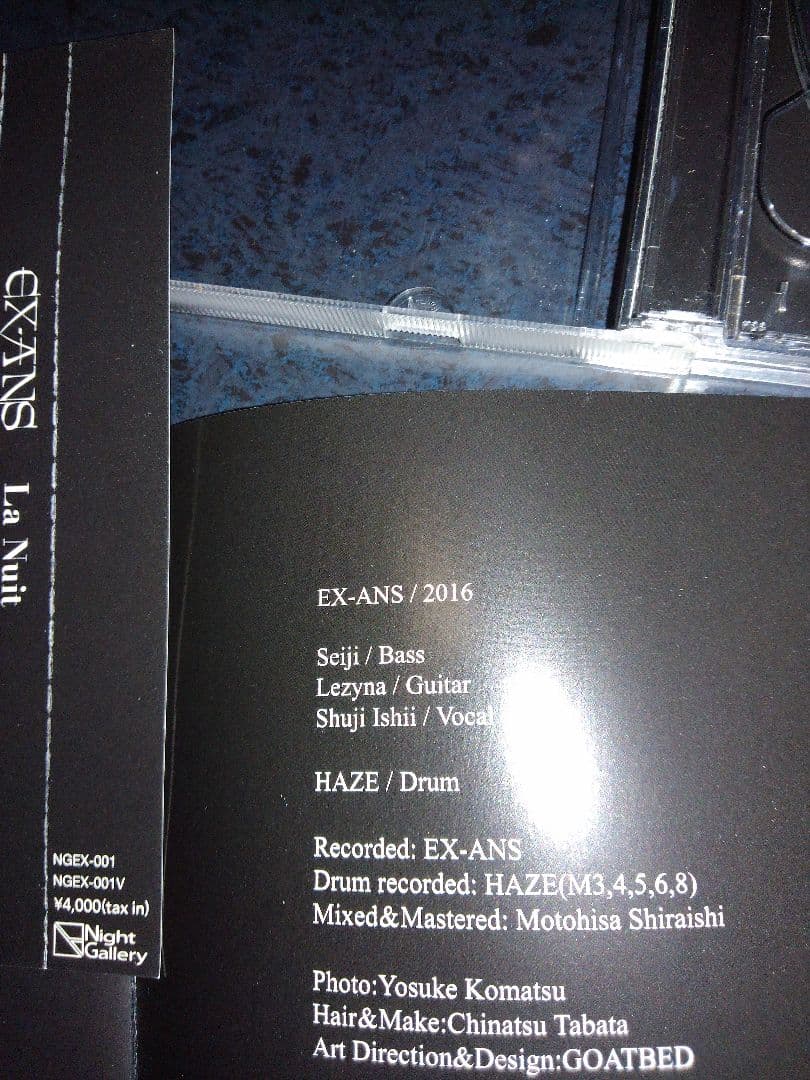 EX-ANS La Nuit
NGEX-001
NGEX-001V
¥4,000(tax in)
Night
Gallery
EX-ANS / 2016
Seiji / Bass
Lezyna / Guitar
Shuji Ishii / Vocal
HAZE / Drum
Recorded: EX-ANS
Drum recorded: HAZE(M3,4,5,6,8)
Mixed&Mastered: Motohisa Shiraishi
Photo:Yosuke Komatsu
Hair&Make:Chinatsu Tabata
Art Direction&Design:GOATBED